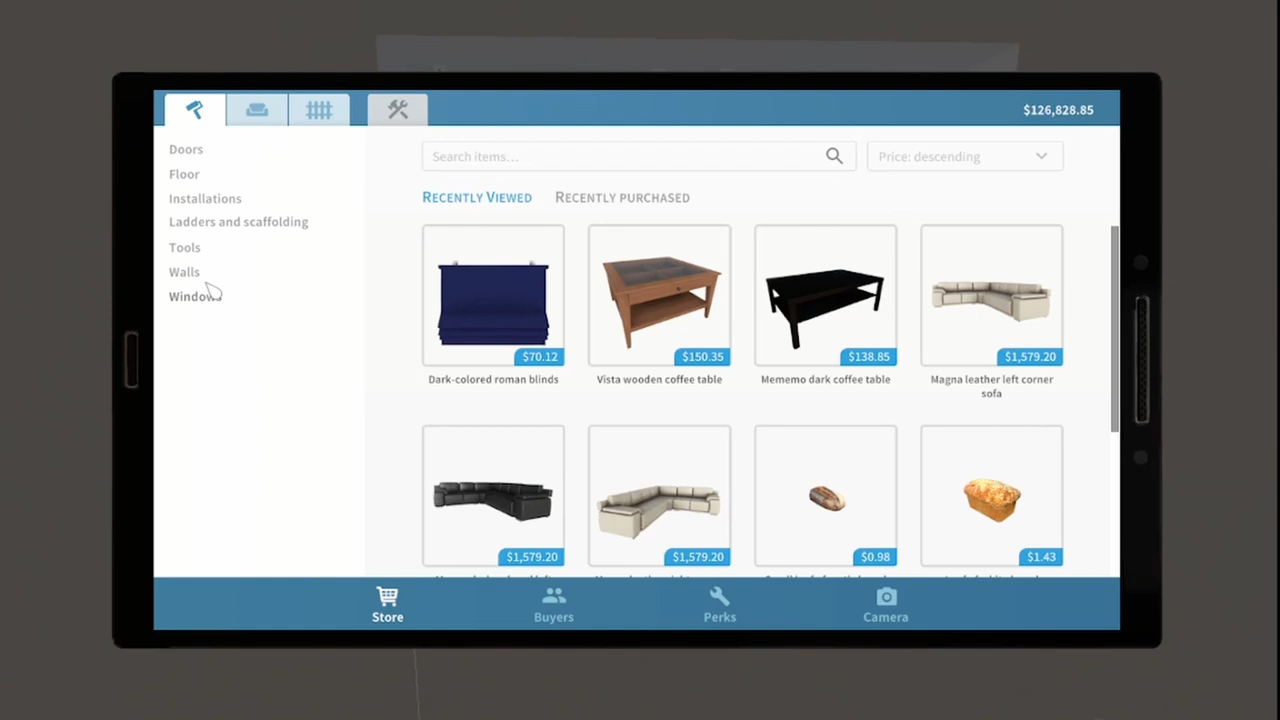 $126,828.85
Doors
Floor
Installations
Ladders and scaffolding
Tools
Walls
Windows
Search items...
Price: descending
Recently Viewed
Recently purchased
$70.12
$150.35
$138.85
$1,579.20
Dark-colored roman blinds
Vista wooden coffee table
Mememo dark coffee table
Magna leather left corner
sofa
$1,579.20
$1,579.20
$0.98
$1.43
Store
Buyers
Perks
Camera